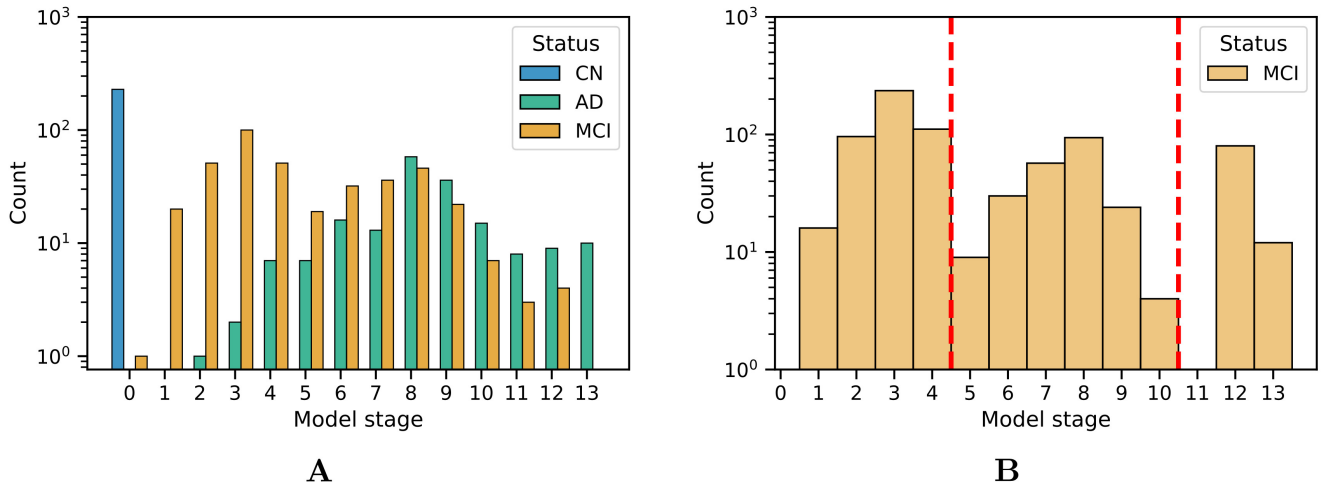 10³
10²
10¹
10⁰
Count
Status
CN
AD
MCI
0 1 2 3 4 5 6 7 8 9 10 11 12 13
Model stage
A
10³
10²
10¹
10⁰
Count
Status
MCI
0 1 2 3 4 5 6 7 8 9 10 11 12 13
Model stage
B